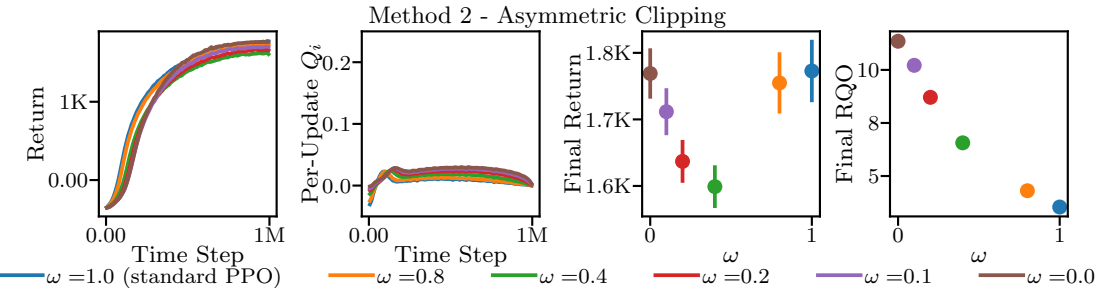 Method 2 - Asymmetric Clipping
Return
1K
0.00
0.00
1M
Time Step
Per-Update Q_i
0.2
0.1
0.0
0.00
1M
Time Step
Final Return
1.8K
1.7K
1.6K
0
1
ω
Final RQO
10
8
5
0
1
ω
ω =1.0 (standard PPO)
ω =0.8
ω =0.4
ω =0.2
ω =0.1
ω =0.0